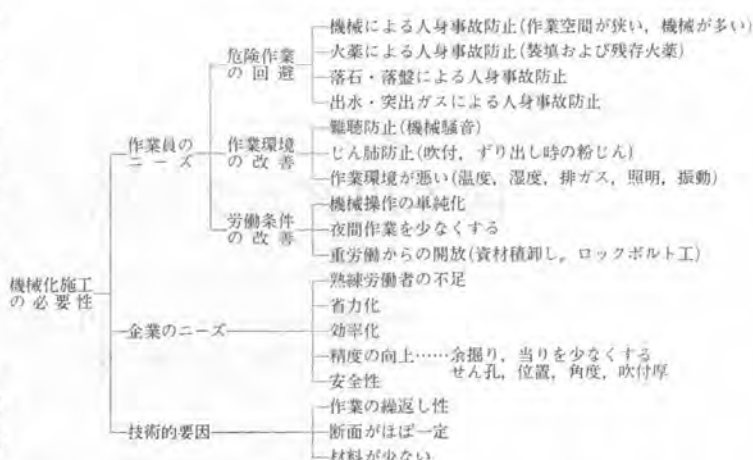 機械による人身事故防止(作業空間が狭い,機械が多い)
危険作業
の回避
火薬による人身事故防止(装填および残存火薬)
落石・落盤による人身事故防止
出水・突出ガスによる人身事故防止
作業員の
ニーズ
作業環境
の改善
難聴防止(機械騒音)
じん肺防止(吹付,ずり出し時の粉じん)
作業環境が悪い(温度,湿度,排ガス,照明,振動)
労働条件
の改善
機械操作の単純化
夜間作業を少なくする
重労働からの開放(資材積卸し。ロックボルト工)
機械化施工
の必要性
熟練労働者の不足
省力化
企業のニーズ
効率化
精度の向上……余掘り,当りを少なくする
せん孔,位置,角度,吹付厚
安全性
作業の繰返し性
技術的要因
断面がほぼ一定
材料が少ない